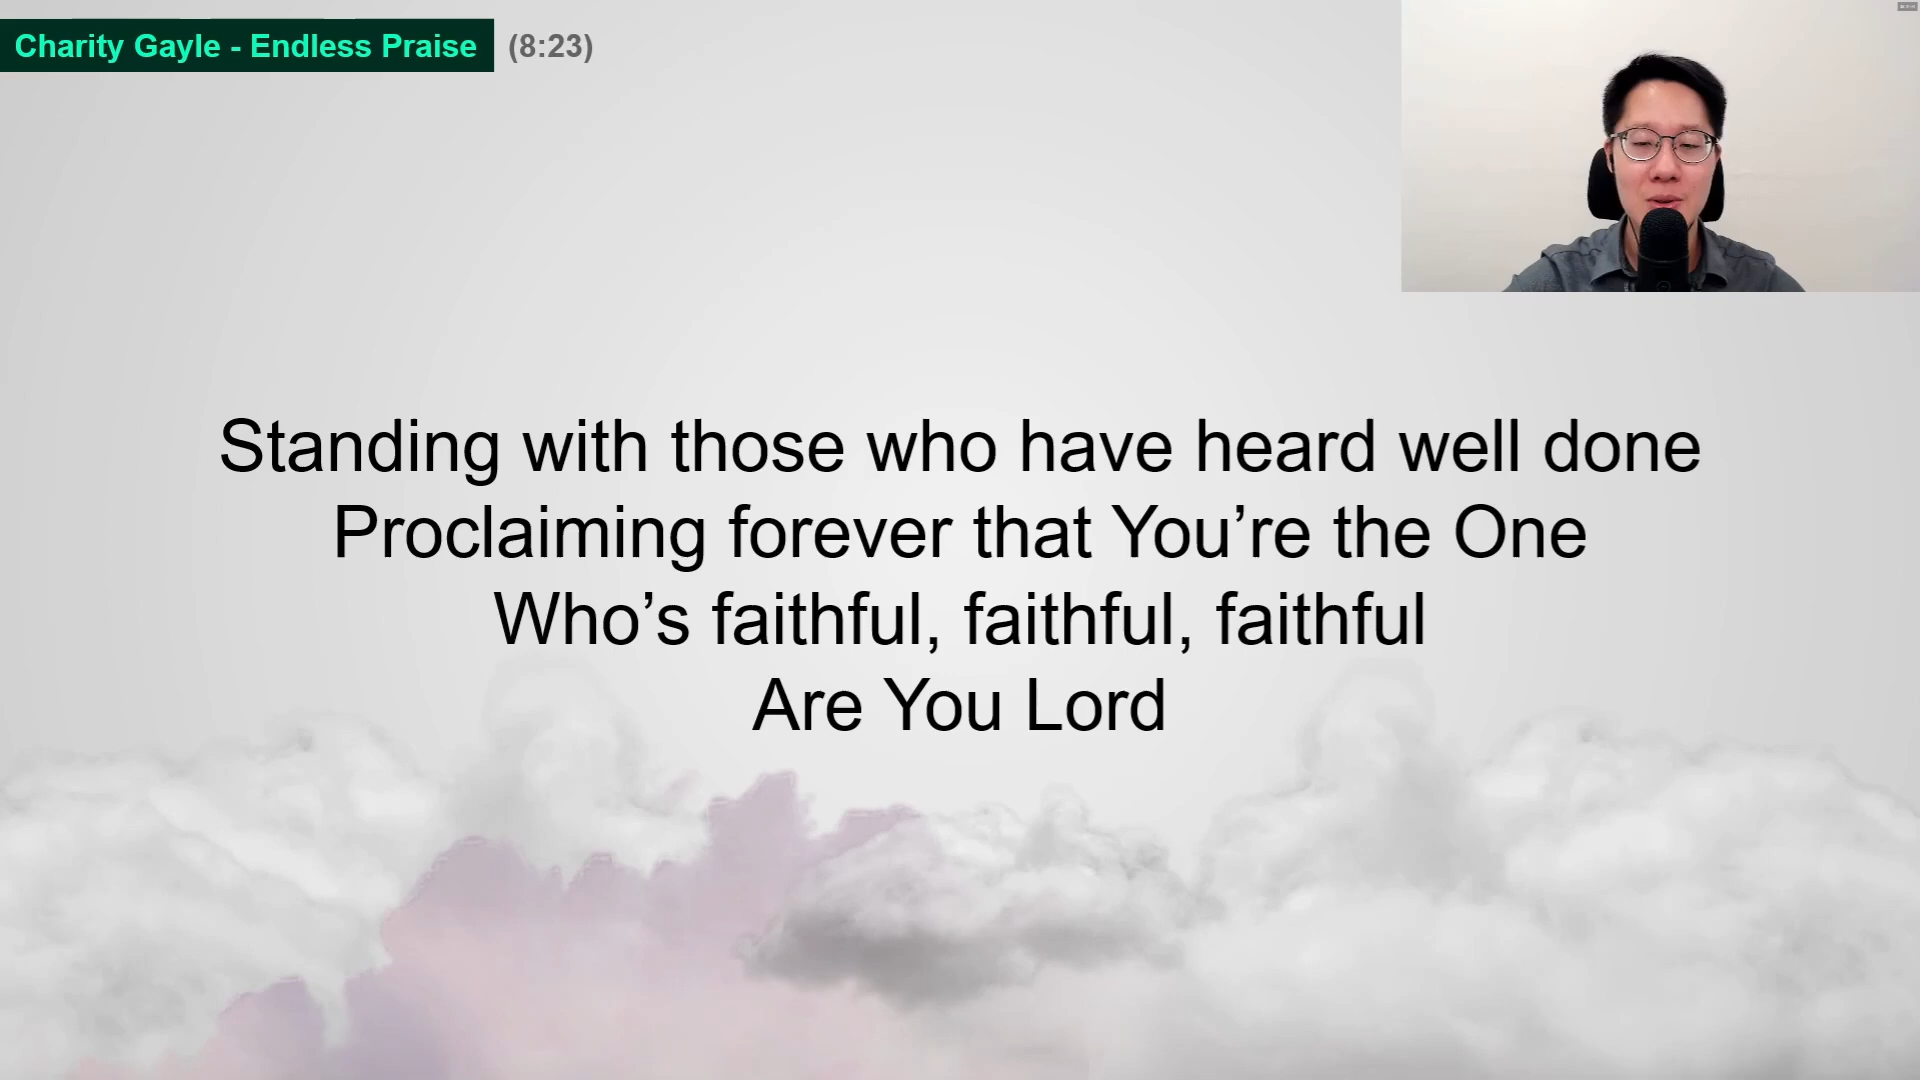 Charity Gayle - Endless Praise (8:23)
Standing with those who have heard well done
Proclaiming forever that You’re the One
Who’s faithful, faithful, faithful
Are You Lord